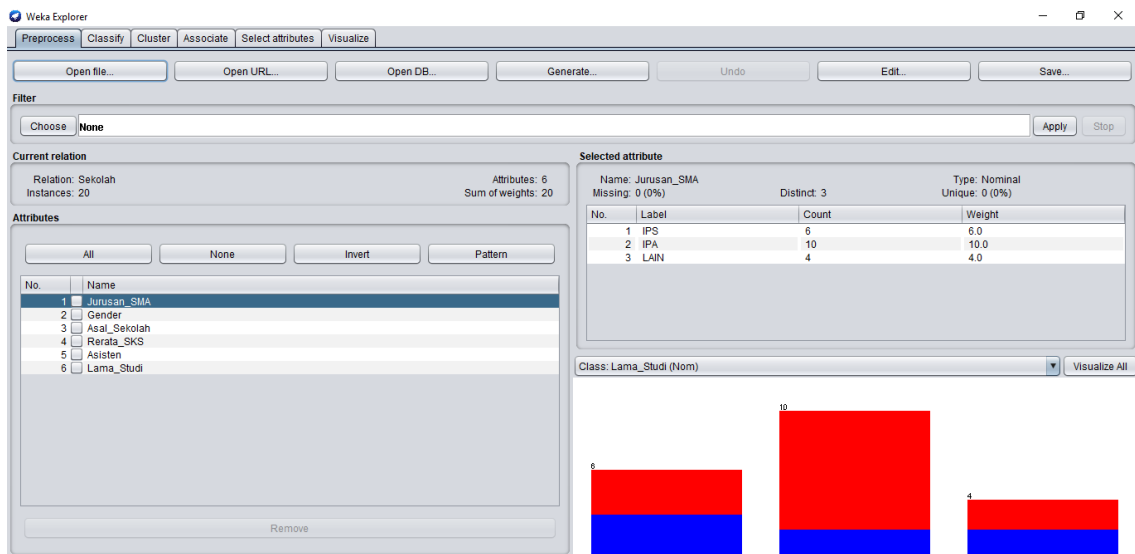 Weka Explorer
Preprocess Classify Cluster Associate Select attributes Visualize
Open file... Open URL... Open DB... Generate... Undo Edit... Save...
Filter
Choose None Apply Stop
Current relation
Relation: Sekolah Attributes: 6
Instances: 20 Sum of weights: 20
Attributes
All None Invert Pattern
No. Name
1 Jurusan_SMA
2 Gender
3 Asal_Sekolah
4 Rerata_SKS
5 Asisten
6 Lama_Studi
Remove
Selected attribute
Name: Jurusan_SMA Type: Nominal
Missing: 0 (0%) Distinct: 3 Unique: 0 (0%)
No. Label Count Weight
1 IPS 6 6.0
2 IPA 10 10.0
3 LAIN 4 4.0
Class: Lama_Studi (Nom) Visualize All
10
6
4